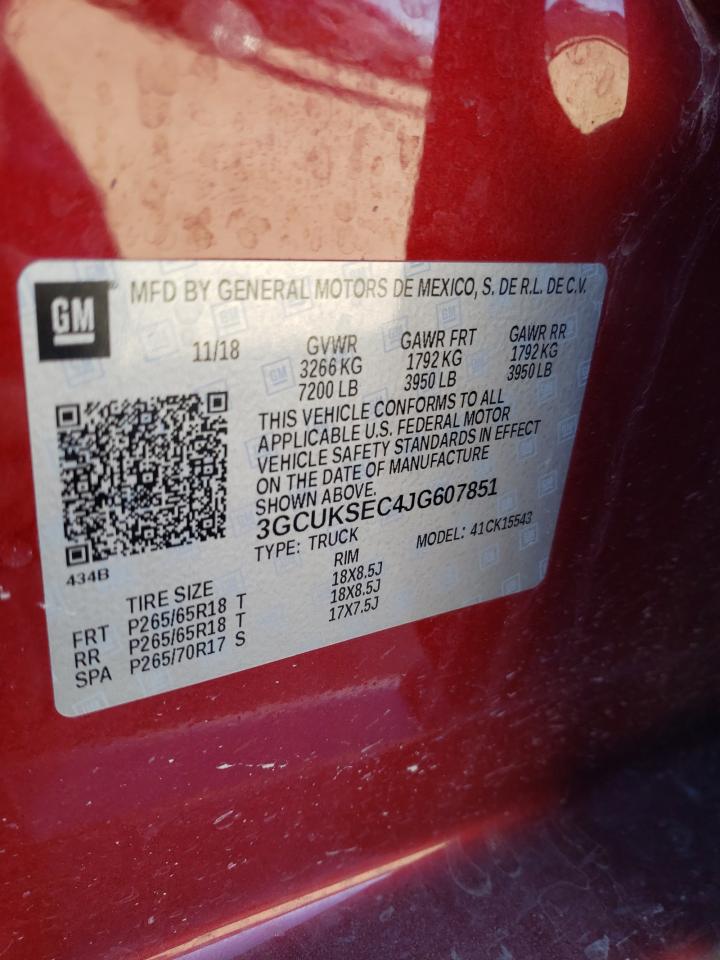 GM
® MFD BY GENERAL MOTORS DE MEXICO, S. DE R.L. DE C.V.
11/18 GVWR GAWR FRT GAWR RR
3266 KG 1792 KG 1792 KG
7200 LB 3950 LB 3950 LB
THIS VEHICLE CONFORMS TO ALL
APPLICABLE U.S. FEDERAL MOTOR
VEHICLE SAFETY STANDARDS IN EFFECT
ON THE DATE OF MANUFACTURE
SHOWN ABOVE.
3GCUKSEC4JG607851
TYPE: TRUCK MODEL: 41CK15543
434B
TIRE SIZE RIM
FRT P265/65R18 T 18X8.5J
RR P265/65R18 T 18X8.5J
SPA P265/70R17 S 17X7.5J